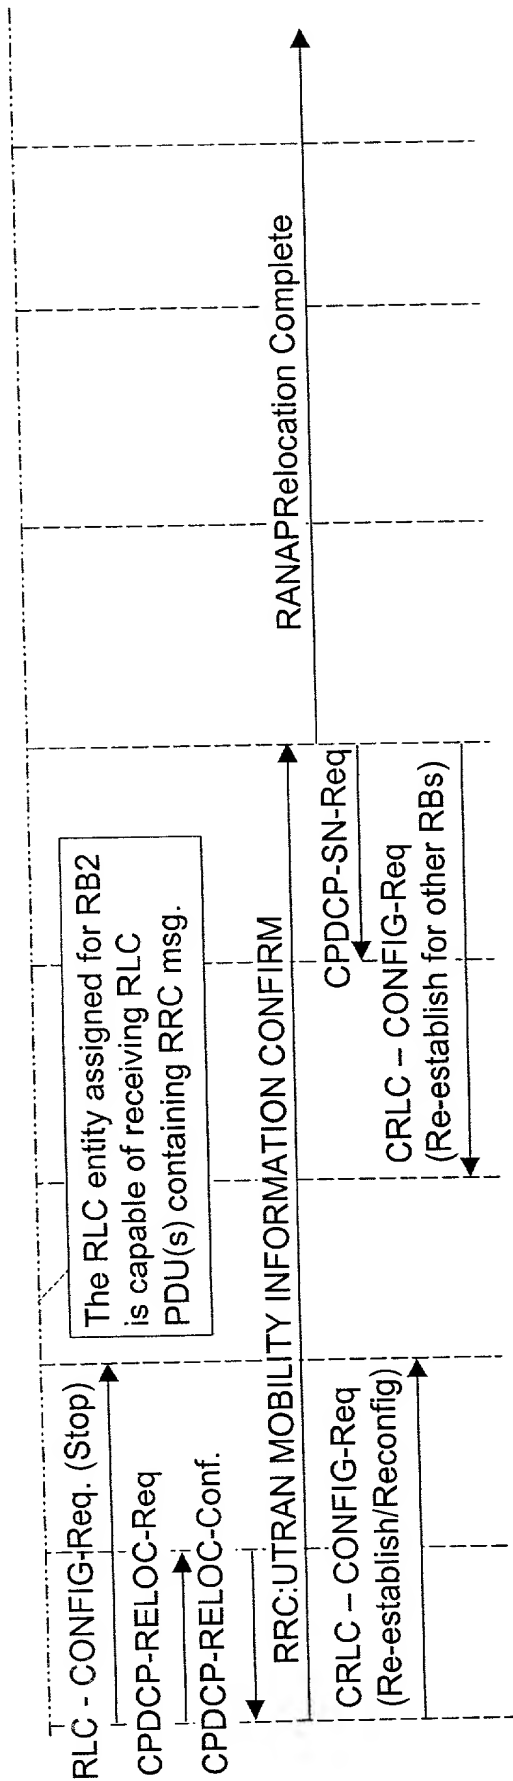 RLC - CONFIG-Req. (Stop)
The RLC entity assigned for RB2
is capable of receiving RLC
PDU(s) containing RRC msg.
CPDCP-RELOC-Req
CPDCP-RELOC-Conf.
RRC:UTRAN MOBILITY INFORMATION CONFIRM
RANAPRelocation Complete
CRLC – CONFIG-Req
(Re-establish/Reconfig)
CPDCP-SN-Req
CRLC – CONFIG-Req
(Re-establish for other RBs)